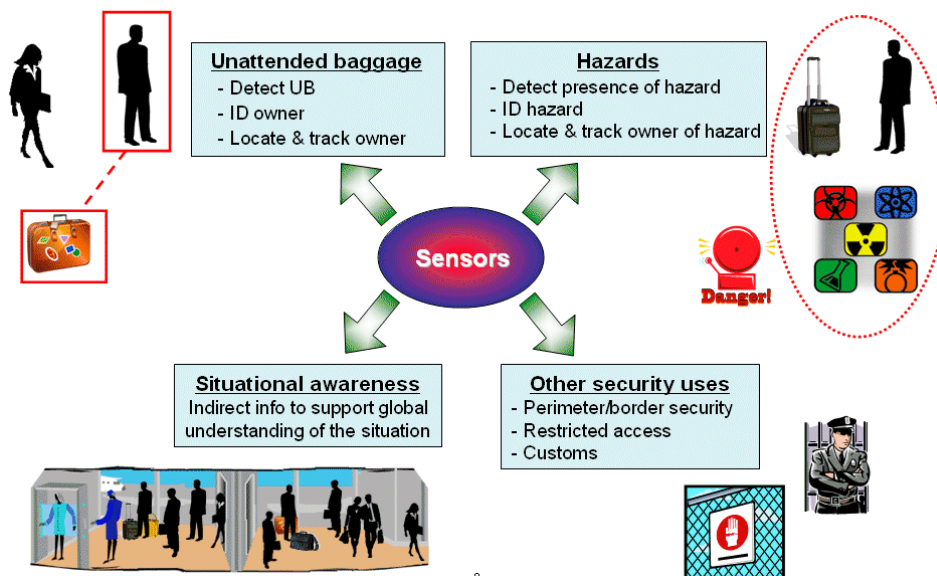 Unattended baggage
- Detect UB
- ID owner
- Locate & track owner
Hazards
- Detect presence of hazard
- ID hazard
- Locate & track owner of hazard
Sensors
Danger!
Situational awareness
Indirect info to support global
understanding of the situation
Other security uses
- Perimeter/border security
- Restricted access
- Customs